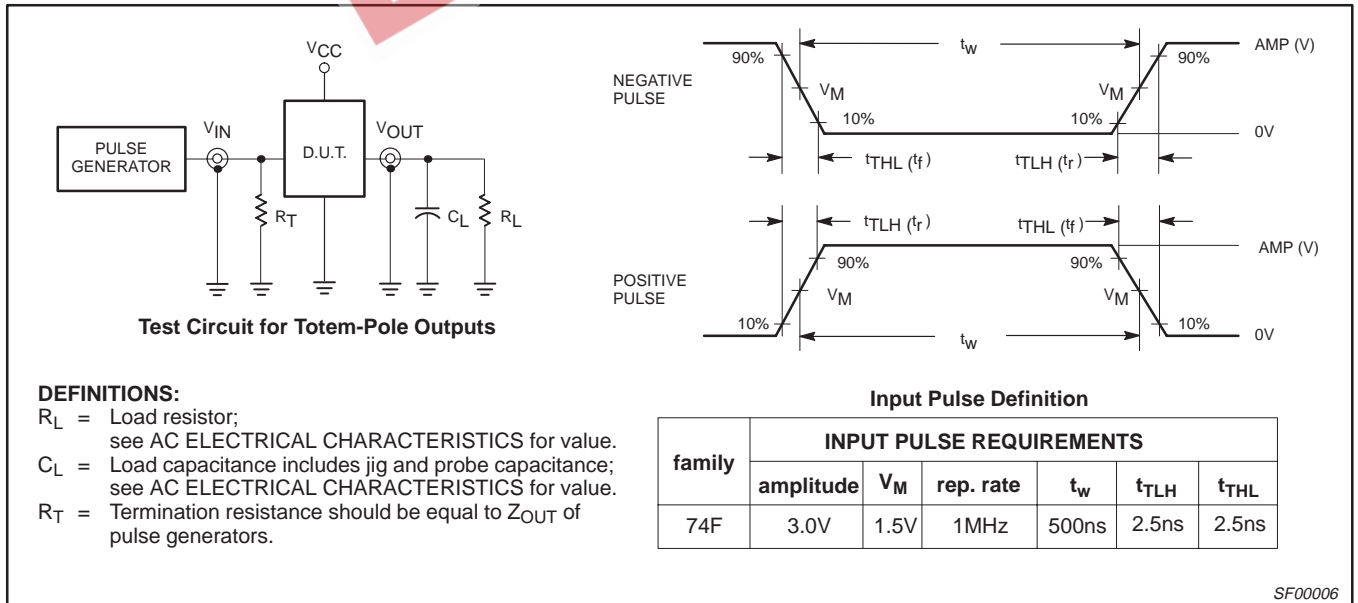 VCC
PULSE GENERATOR
VIN
D.U.T.
VOUT
RT
CL
RL
Test Circuit for Totem-Pole Outputs
NEGATIVE PULSE
90%
tw
90%
AMP (V)
VM
VM
10%
10%
0V
tTHL (tf)
tTLH (tr)
tTLH (tr)
tTHL (tf)
AMP (V)
POSITIVE PULSE
90%
90%
VM
VM
10%
10%
tw
0V
DEFINITIONS:
RL = Load resistor;
see AC ELECTRICAL CHARACTERISTICS for value.
CL = Load capacitance includes jig and probe capacitance;
see AC ELECTRICAL CHARACTERISTICS for value.
RT = Termination resistance should be equal to ZOUT of
pulse generators.
Input Pulse Definition
family
INPUT PULSE REQUIREMENTS
amplitude VM rep. rate tw tTLH tTHL
74F 3.0V 1.5V 1MHz 500ns 2.5ns 2.5ns
SF00006